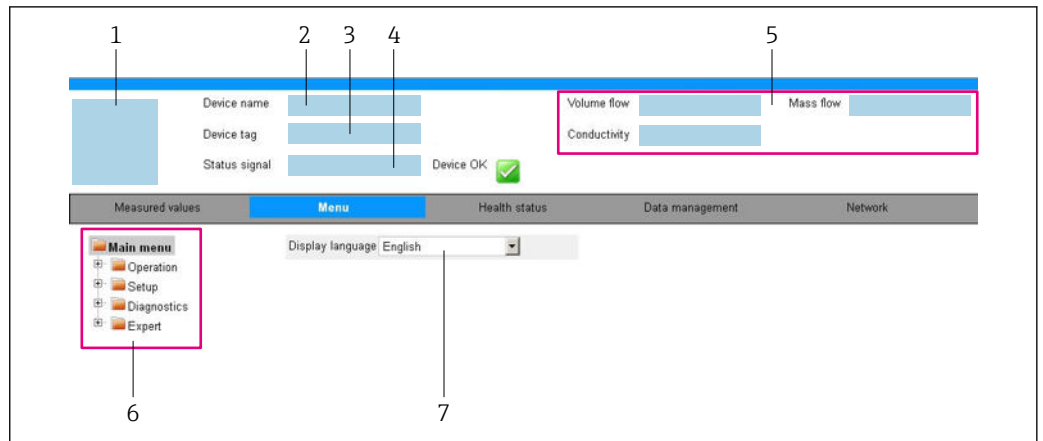 1 2 3 4 5
Device name Volume flow Mass flow
Device tag Conductivity
Status signal Device OK
Measured values Menu Health status Data management Network
Main menu Display language English
Operation
Setup
Diagnostics
Expert
6 7